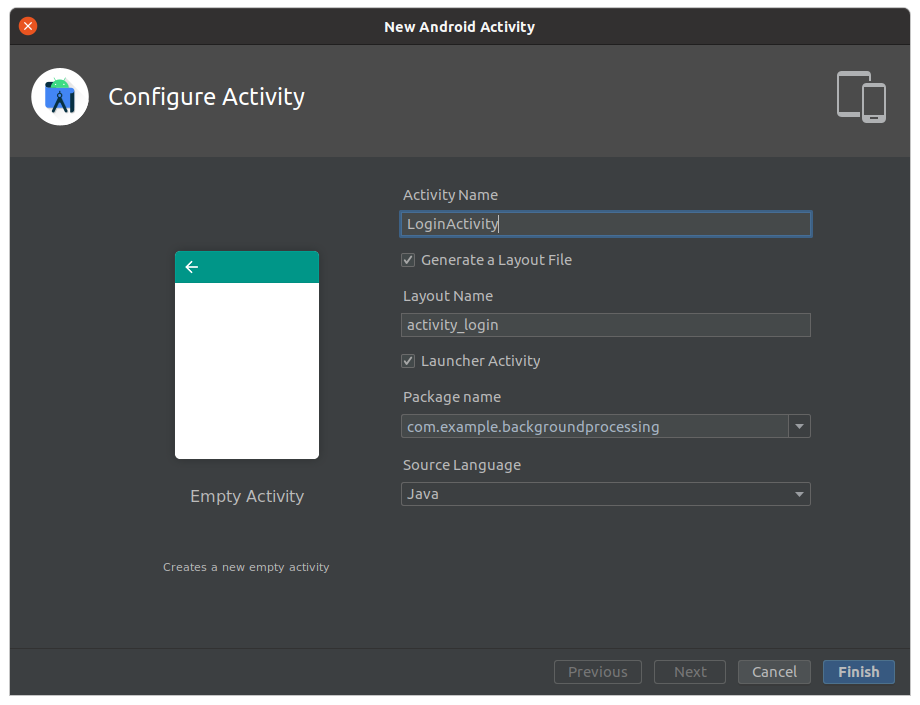 New Android Activity
Configure Activity
Activity Name
LoginActivity
Generate a Layout File
Layout Name
activity_login
Launcher Activity
Package name
com.example.backgroundprocessing
Source Language
Java
Empty Activity
Creates a new empty activity
Previous
Next
Cancel
Finish